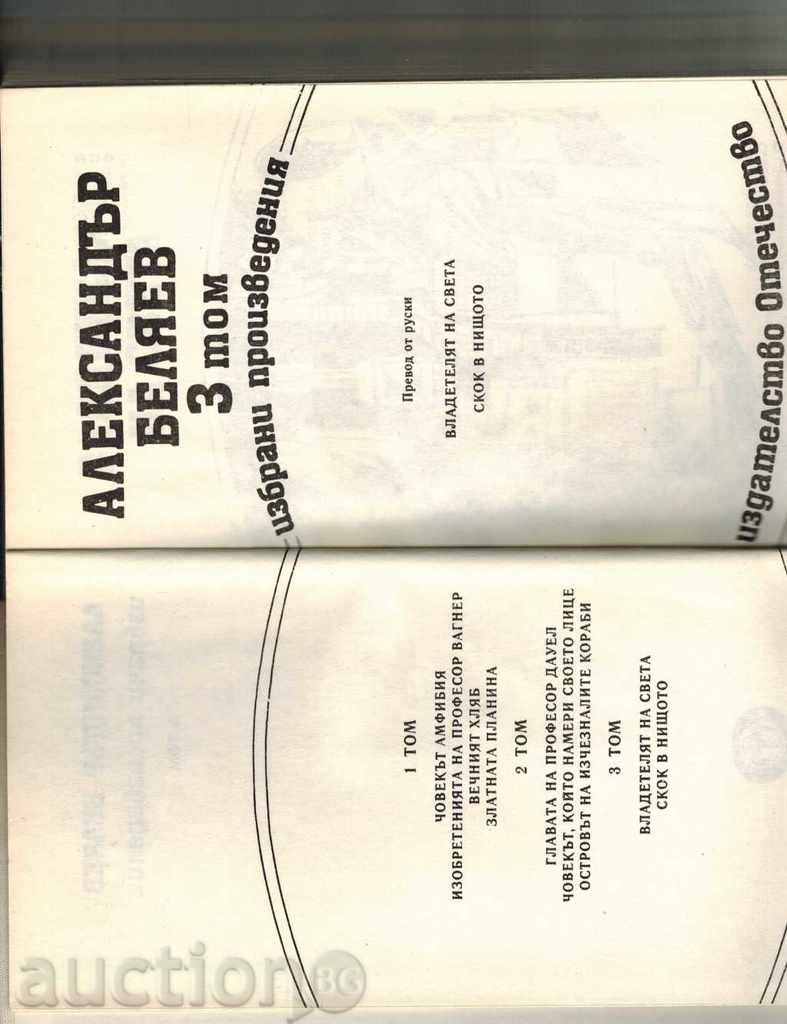 1 ТОМ
ЧОВЕКЪТ АМФИБИЯ
ИЗОБРЕТЕНИЯТА НА ПРОФЕСОР ВАГНЕР
ВЕЧНИЯТ ХЛЯБ
ЗЛАТНАТА ПЛАНИНА
2 ТОМ
ГЛАВАТА НА ПРОФЕСОР ДАУЕЛ
ЧОВЕКЪТ, КОЙТО НАМЕРИ СВОЕТО ЛИЦЕ
ОСТРОВЪТ НА ИЗЧЕЗНАЛИТЕ КОРАБИ
3 ТОМ
ВЛАДЕТЕЛЯТ НА СВЕТА
СКОК В НИЩОТО
АЛЕКСАНДЪР
БЕЛЯЕВ
3 том
избрани произведения
Превод от руски
ВЛАДЕТЕЛЯТ НА СВЕТА
СКОК В НИЩОТО
издателство Отечество
auction BG